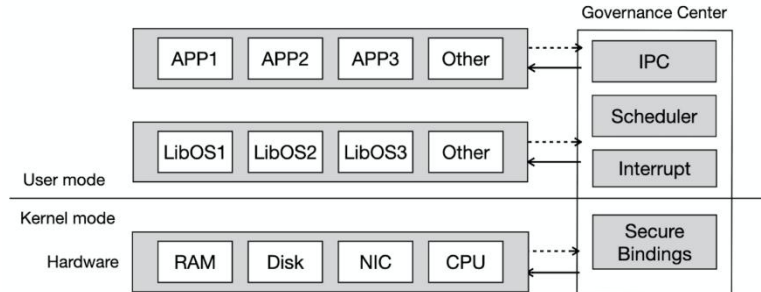 Governance Center
APP1 APP2 APP3 Other
IPC
Scheduler
LibOS1 LibOS2 LibOS3 Other
Interrupt
User mode
Kernel mode
Secure
Bindings
Hardware
RAM Disk NIC CPU